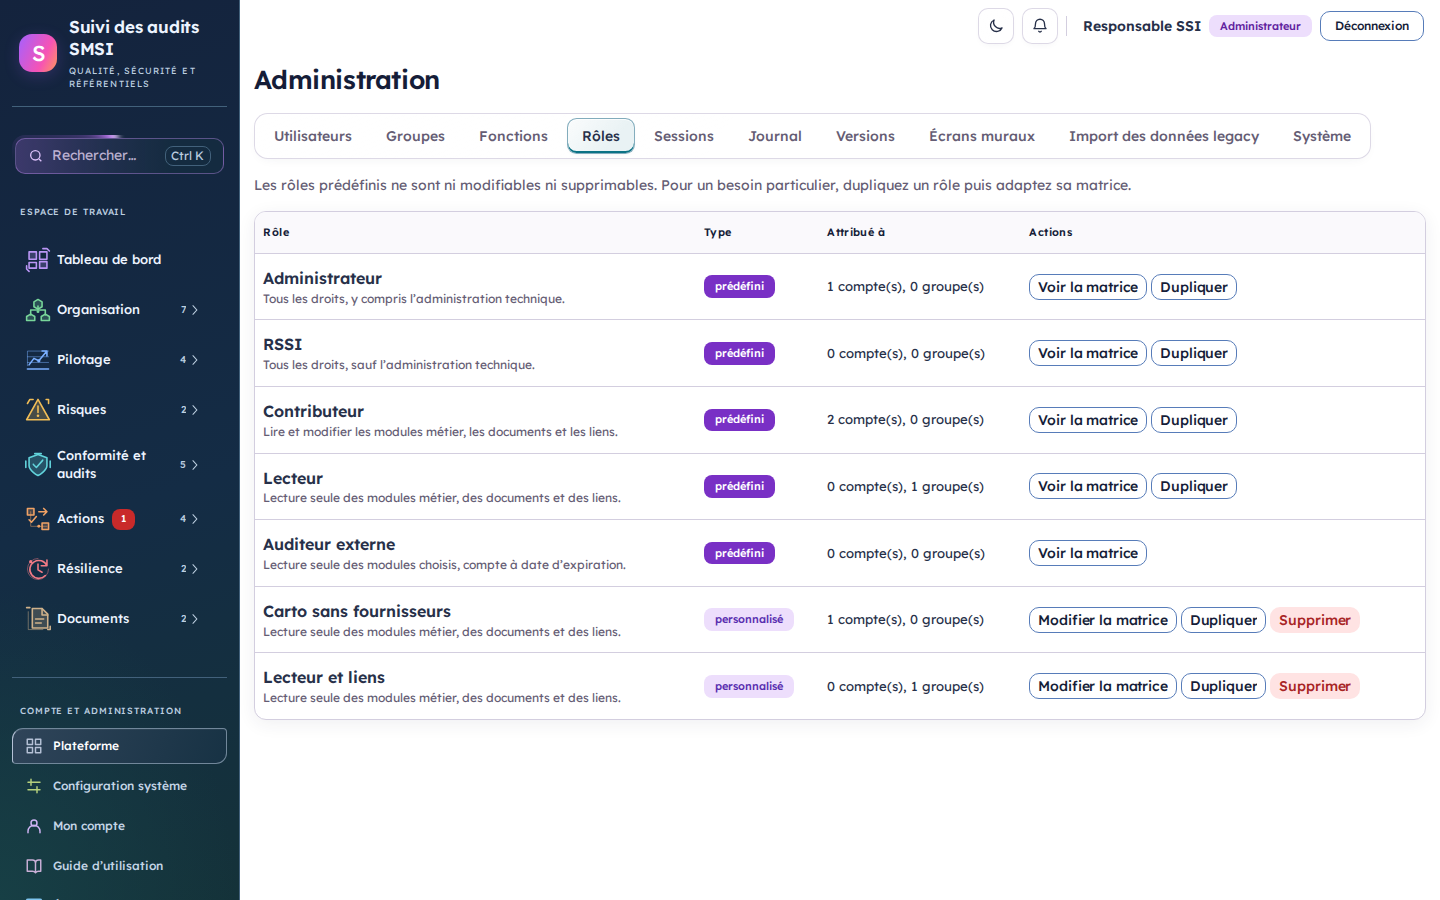 S
Suivi des audits
SMSI
QUALITÉ, SÉCURITÉ ET
RÉFÉRENTIELS
Rechercher... Ctrl K
ESPACE DE TRAVAIL
Tableau de bord
Organisation 7
Pilotage 4
Risques 2
Conformité et
audits 5
Actions 1 4
Résilience 2
Documents 2
COMPTE ET ADMINISTRATION
Plateforme
Configuration système
Mon compte
Guide d'utilisation
Responsable SSI Administrateur Déconnexion
Administration
Utilisateurs Groupes Fonctions Rôles Sessions Journal Versions Écrans muraux Import des données legacy Système
Les rôles prédéfinis ne sont ni modifiables ni supprimables. Pour un besoin particulier, dupliquez un rôle puis adaptez sa matrice.
Rôle Type Attribué à Actions
Administrateur
Tous les droits, y compris l'administration technique.
prédéfini 1 compte(s), 0 groupe(s) Voir la matrice Dupliquer
RSSI
Tous les droits, sauf l'administration technique.
prédéfini 0 compte(s), 0 groupe(s) Voir la matrice Dupliquer
Contributeur
Lire et modifier les modules métier, les documents et les liens.
prédéfini 2 compte(s), 0 groupe(s) Voir la matrice Dupliquer
Lecteur
Lecture seule des modules métier, des documents et des liens.
prédéfini 0 compte(s), 1 groupe(s) Voir la matrice Dupliquer
Auditeur externe
Lecture seule des modules choisis, compte à date d'expiration.
prédéfini 0 compte(s), 0 groupe(s) Voir la matrice
Carto sans fournisseurs
Lecture seule des modules métier, des documents et des liens.
personnalisé 1 compte(s), 0 groupe(s) Modifier la matrice Dupliquer Supprimer
Lecteur et liens
Lecture seule des modules métier, des documents et des liens.
personnalisé 0 compte(s), 1 groupe(s) Modifier la matrice Dupliquer Supprimer